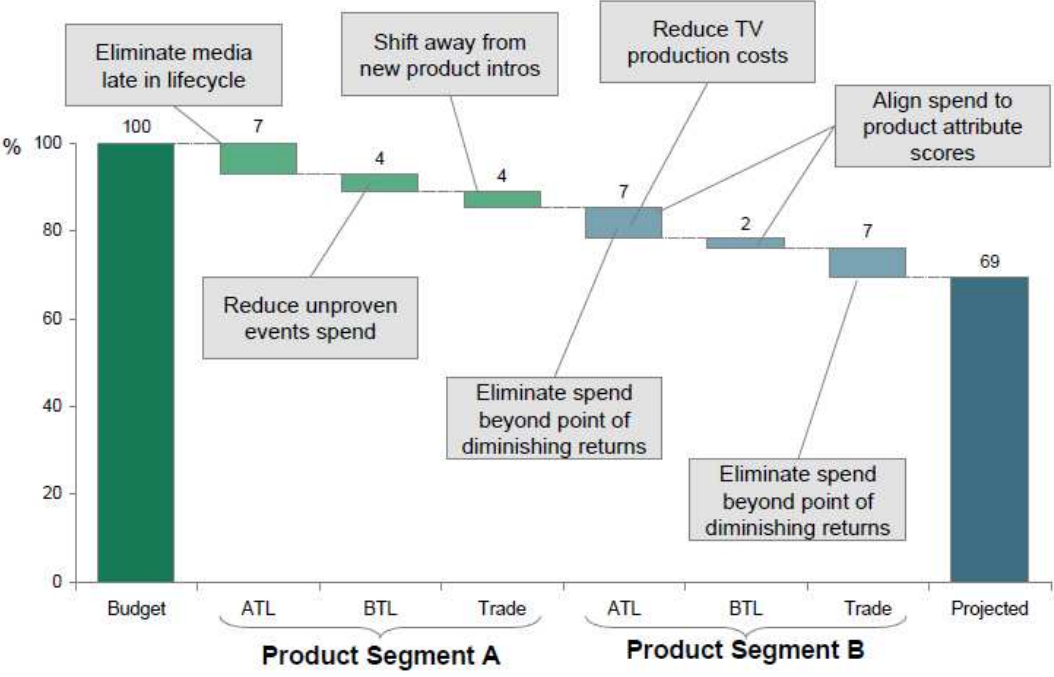 Eliminate media
late in lifecycle
Shift away from
new product intros
Reduce TV
production costs
Align spend to
product attribute
scores
%
100
80
60
40
20
0
100
7
4
4
7
2
7
69
Reduce unproven
events spend
Eliminate spend
beyond point of
diminishing returns
Eliminate spend
beyond point of
diminishing returns
Budget
ATL
BTL
Trade
ATL
BTL
Trade
Projected
Product Segment A
Product Segment B